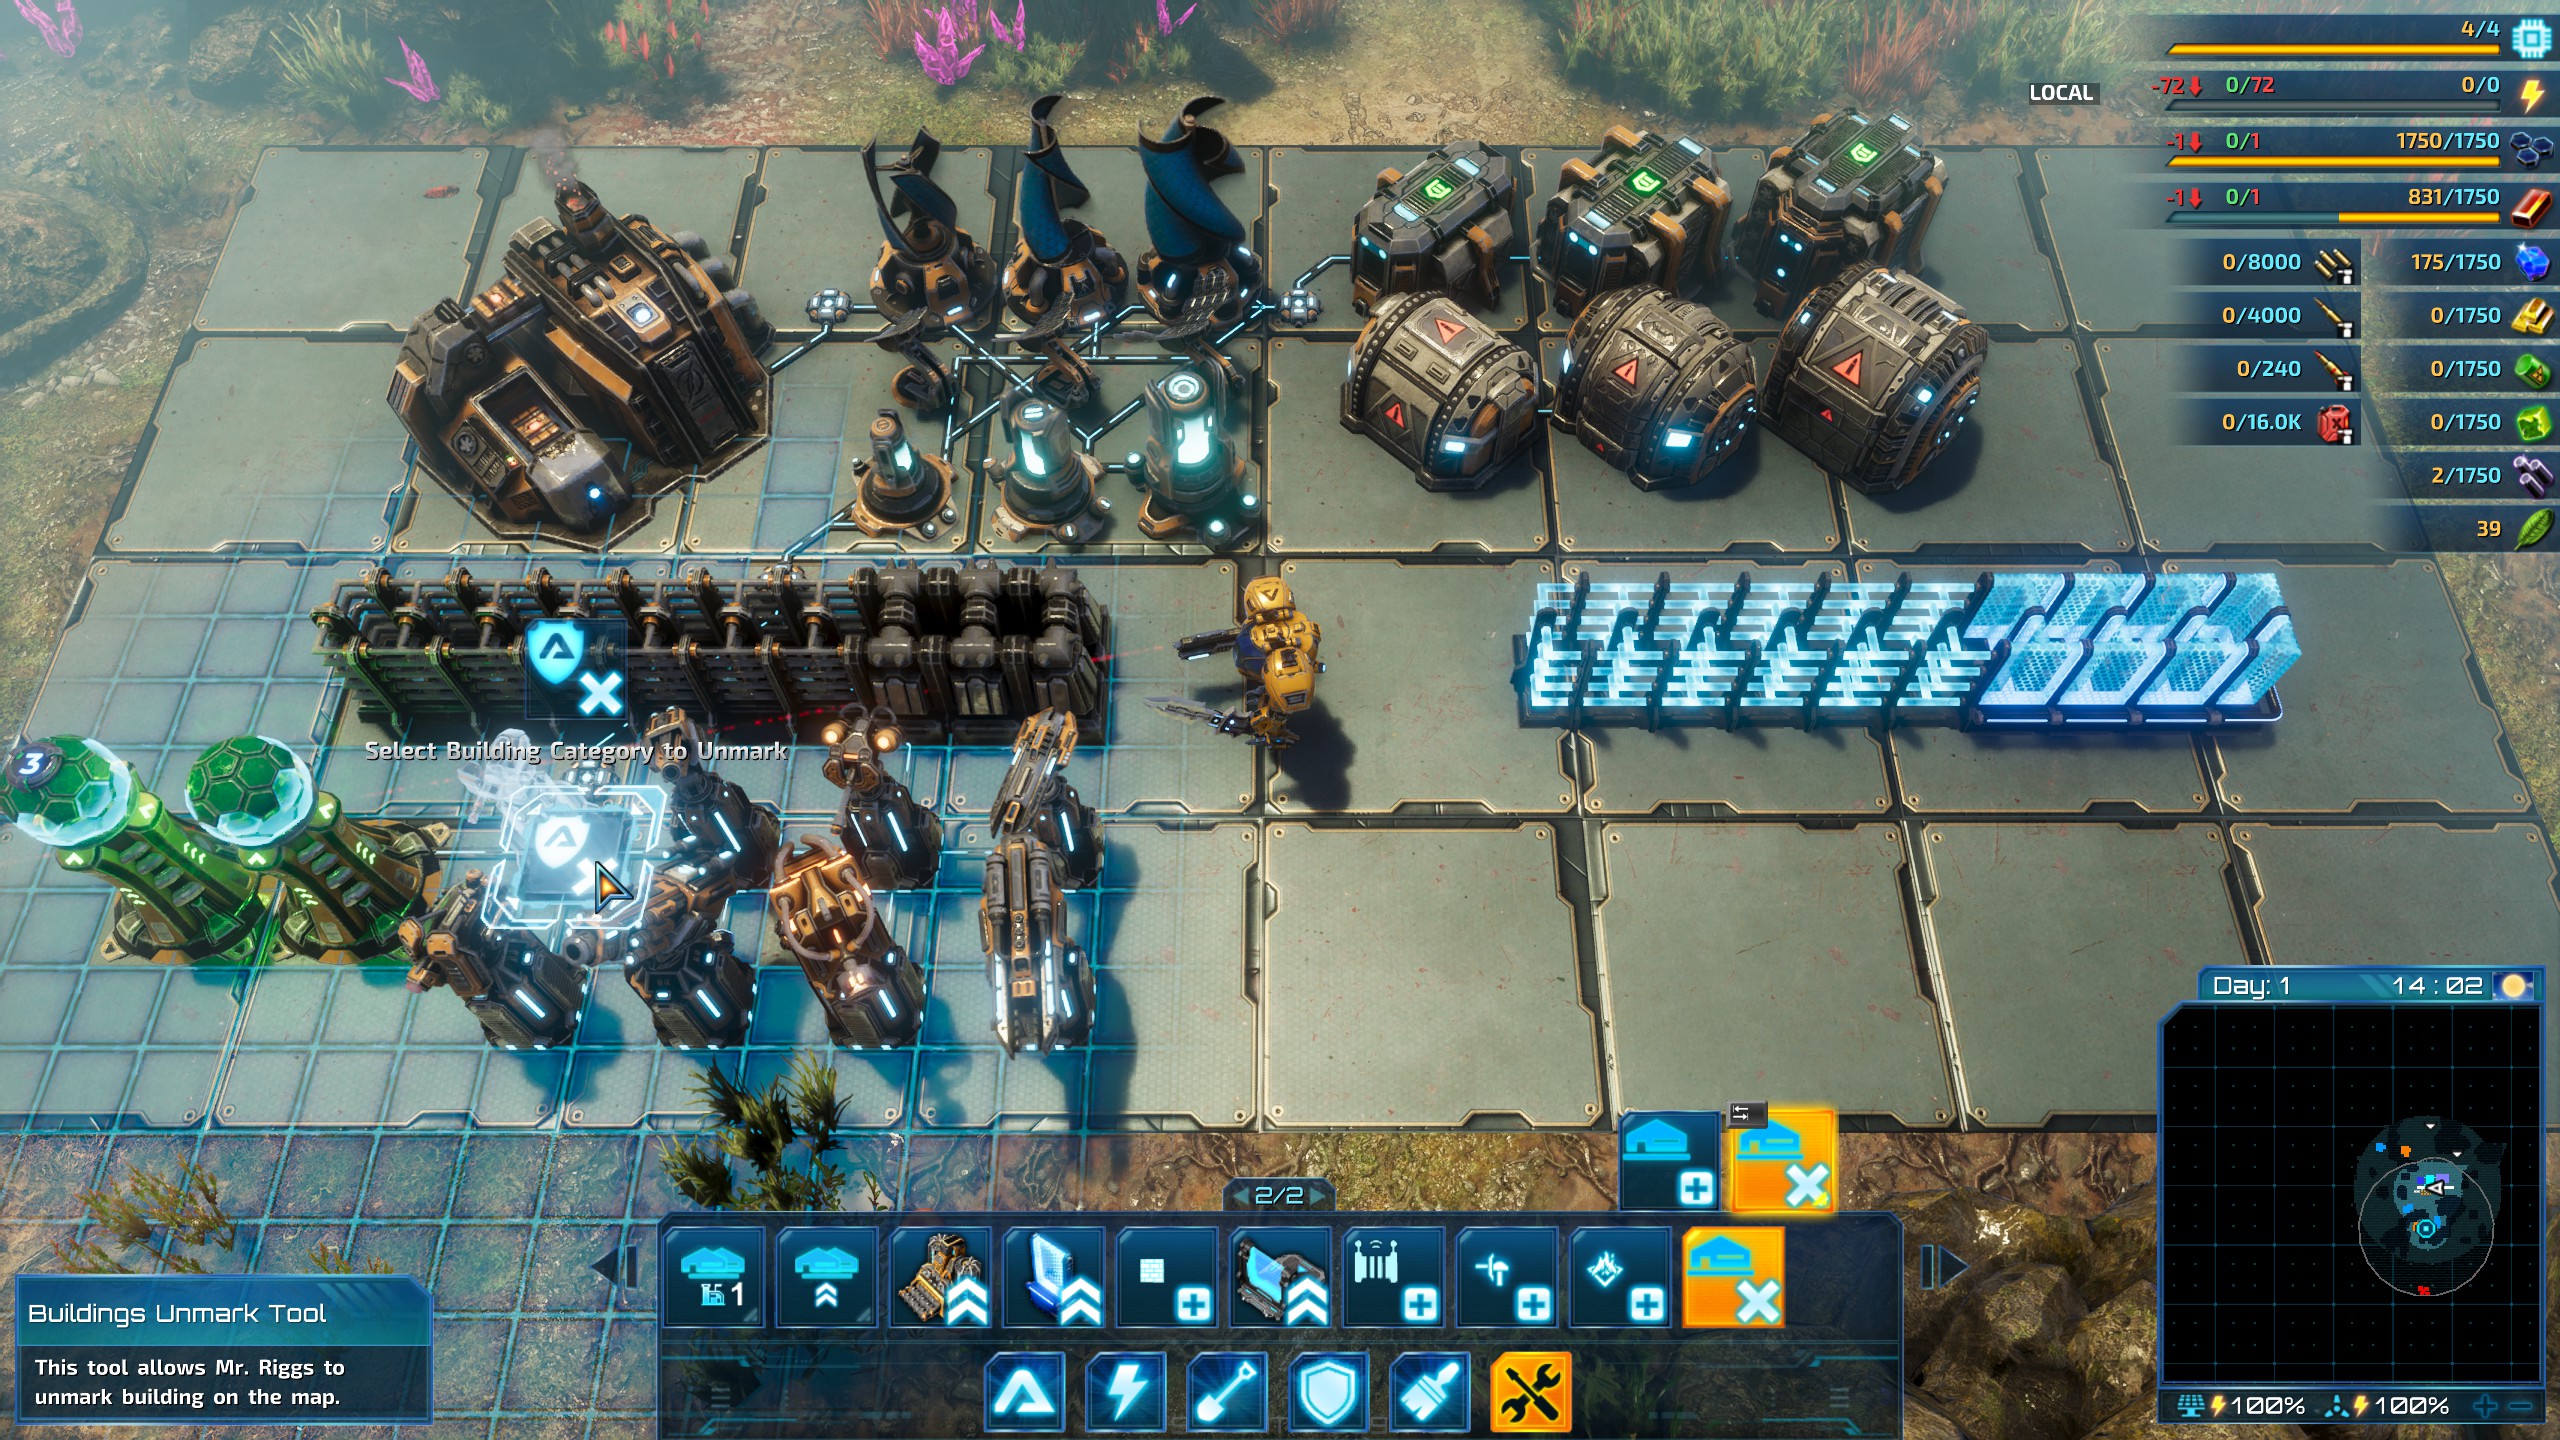 4/4
LOCAL
-72 0/72 0/0
-1 0/1 1750/1750
-1 0/1 831/1750
0/8000 175/1750
0/4000 0/1750
0/240 0/1750
0/16.0K 0/1750
2/1750
39
Select Building Category to Unmark
3
Day: 1 14:02
2/2
1
Buildings Unmark Tool
This tool allows Mr. Riggs to
unmark building on the map.
100% 100%